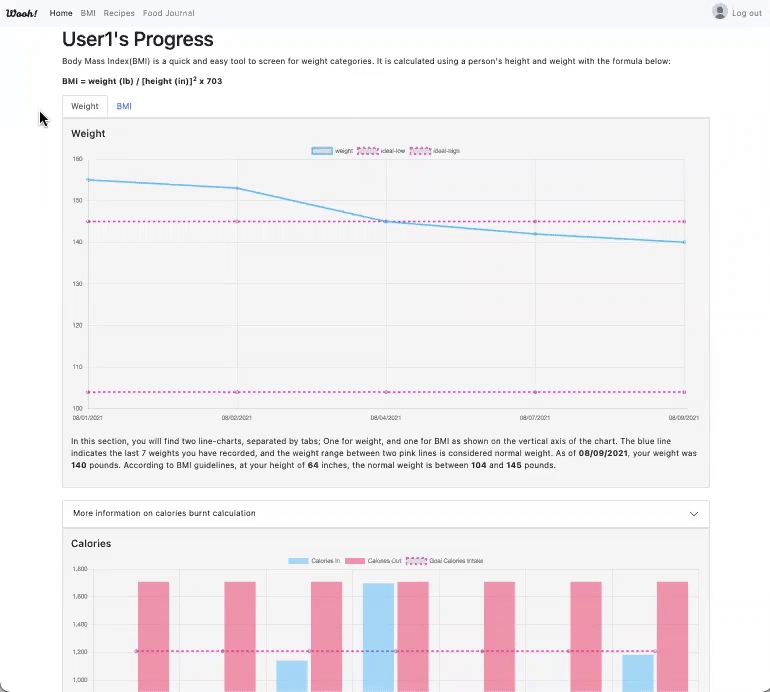 Wooh! Home BMI Recipes Food Journal Log out
User1's Progress
Body Mass Index(BMI) is a quick and easy tool to screen for weight categories. It is calculated using a person's height and weight with the formula below:
BMI = weight (lb) / [height (in)]² x 703
Weight BMI
Weight
weight ideal-low ideal-high
160
150
140
130
120
110
100
08/01/2021 08/02/2021 08/04/2021 08/07/2021 08/09/2021
In this section, you will find two line-charts, separated by tabs; One for weight, and one for BMI as shown on the vertical axis of the chart. The blue line
indicates the last 7 weights you have recorded, and the weight range between two pink lines is considered normal weight. As of 08/09/2021, your weight was
140 pounds. According to BMI guidelines, at your height of 64 inches, the normal weight is between 104 and 145 pounds.
More information on calories burnt calculation
Calories
Calories In Calories Out Goal Calories Intake
1,800
1,600
1,400
1,200
1,000